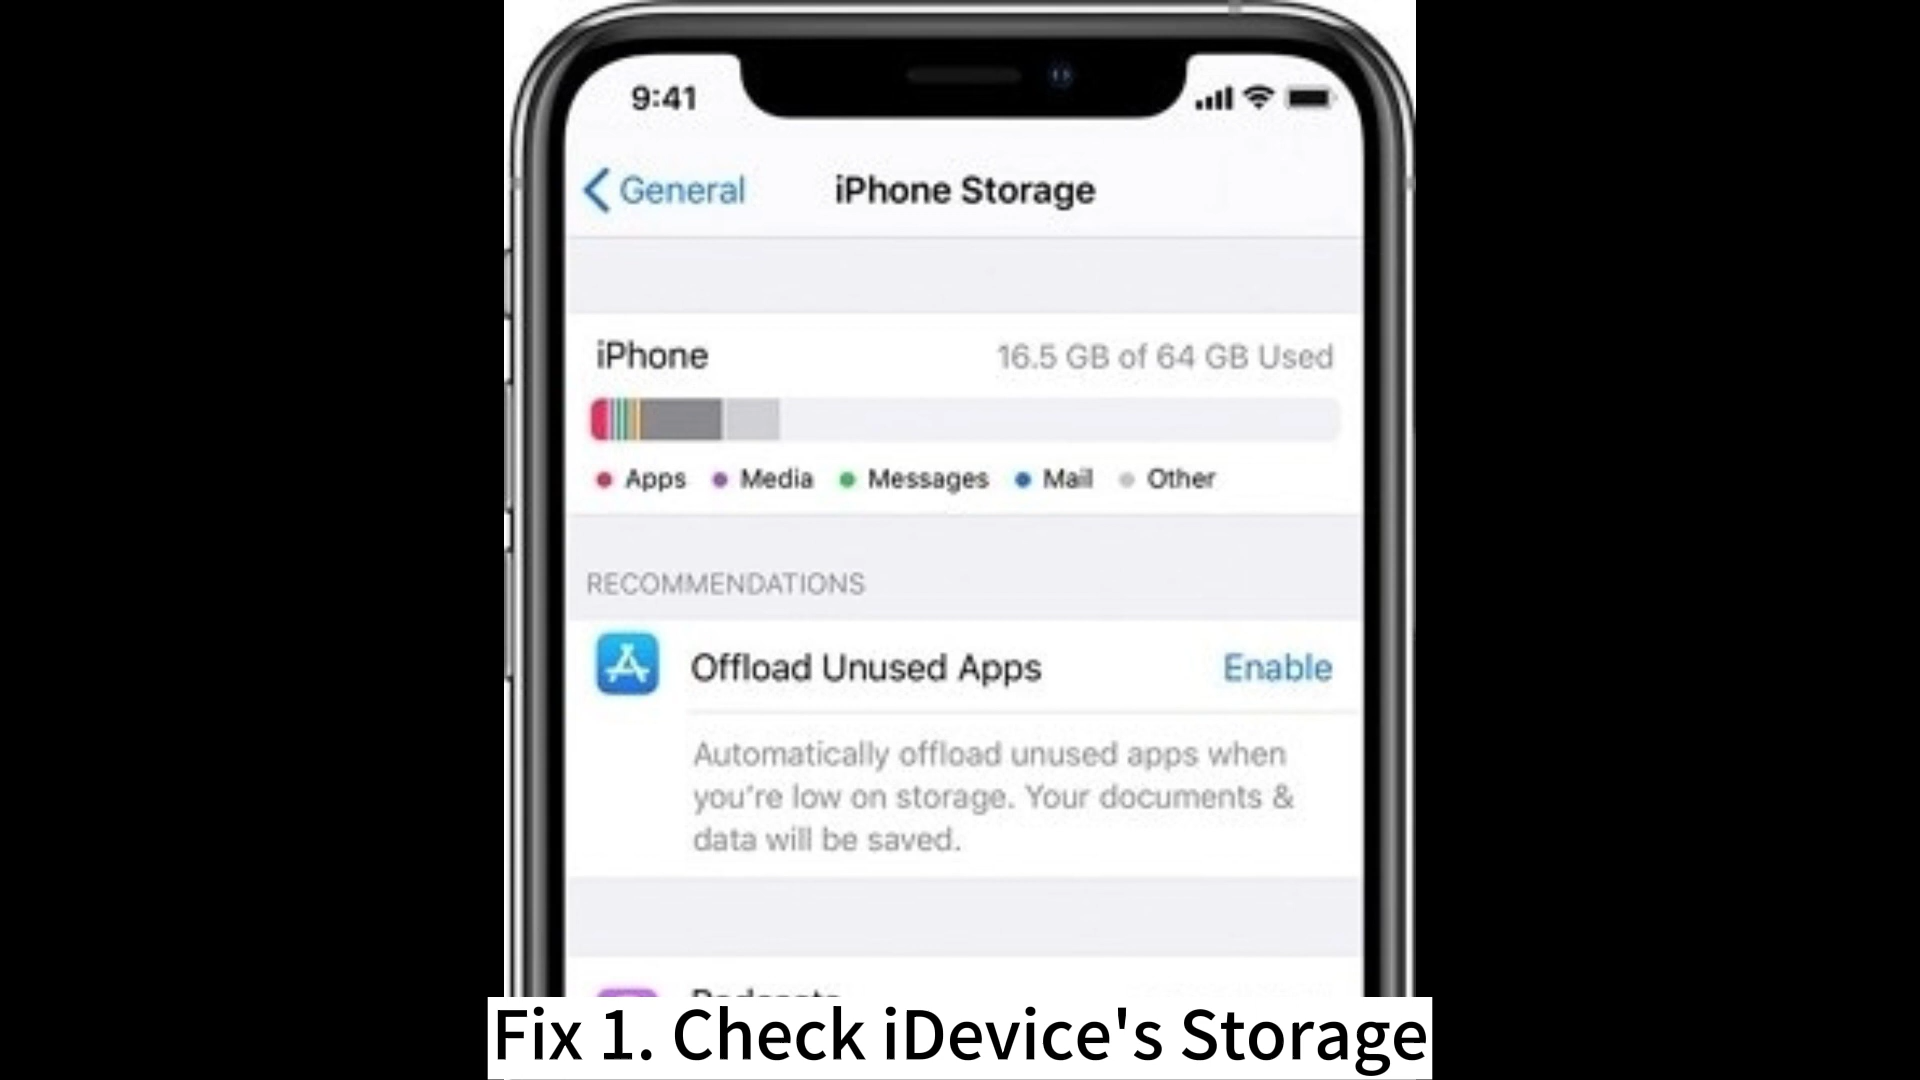 9:41
General
iPhone Storage
iPhone
16.5 GB of 64 GB Used
Apps Media Messages Mail Other
RECOMMENDATIONS
Offload Unused Apps
Enable
Automatically offload unused apps when
you're low on storage. Your documents &
data will be saved.
Podcasts
Fix 1. Check iDevice's Storage